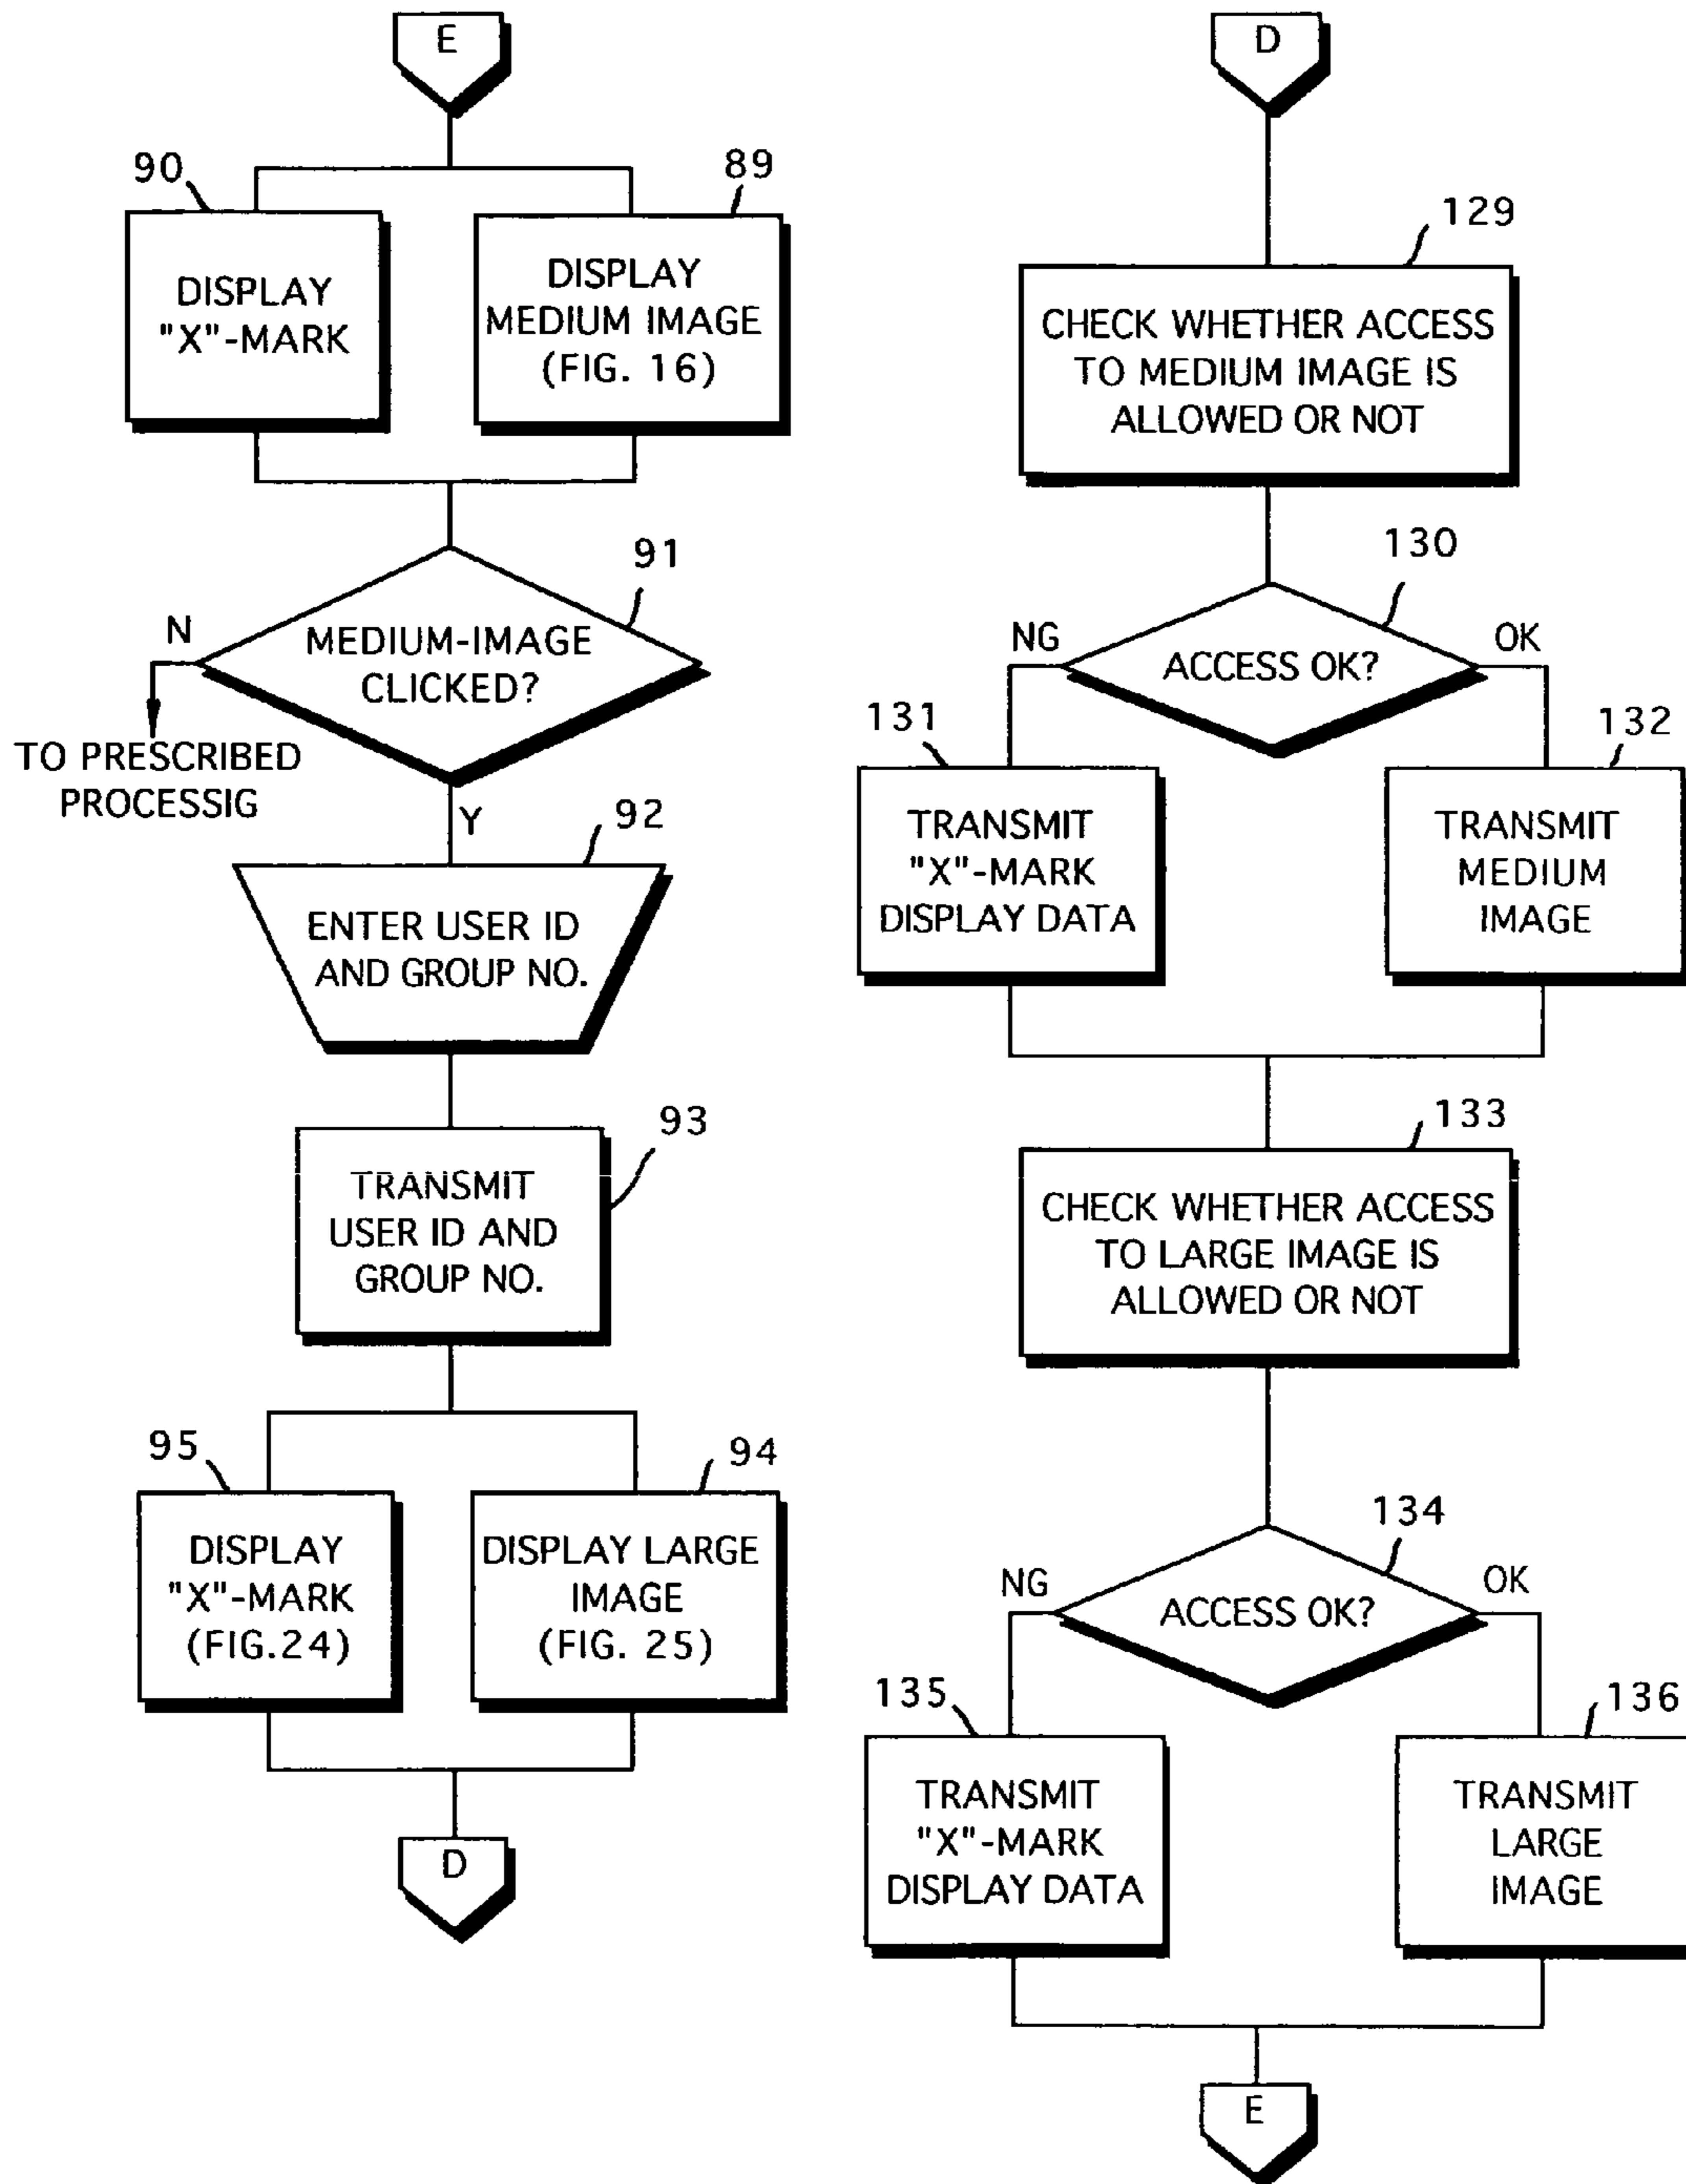 E
90
89
DISPLAY
"X"-MARK
DISPLAY
MEDIUM IMAGE
(FIG. 16)
91
MEDIUM-IMAGE
CLICKED?
N
TO PRESCRIBED
PROCESSIG
Y
92
ENTER USER ID
AND GROUP NO.
93
TRANSMIT
USER ID AND
GROUP NO.
95
94
DISPLAY
"X"-MARK
(FIG.24)
DISPLAY LARGE
IMAGE
(FIG. 25)
D
D
129
CHECK WHETHER ACCESS
TO MEDIUM IMAGE IS
ALLOWED OR NOT
130
NG
OK
ACCESS OK?
131
132
TRANSMIT
"X"-MARK
DISPLAY DATA
TRANSMIT
MEDIUM
IMAGE
133
CHECK WHETHER ACCESS
TO LARGE IMAGE IS
ALLOWED OR NOT
134
NG
OK
ACCESS OK?
135
136
TRANSMIT
"X"-MARK
DISPLAY DATA
TRANSMIT
LARGE
IMAGE
E